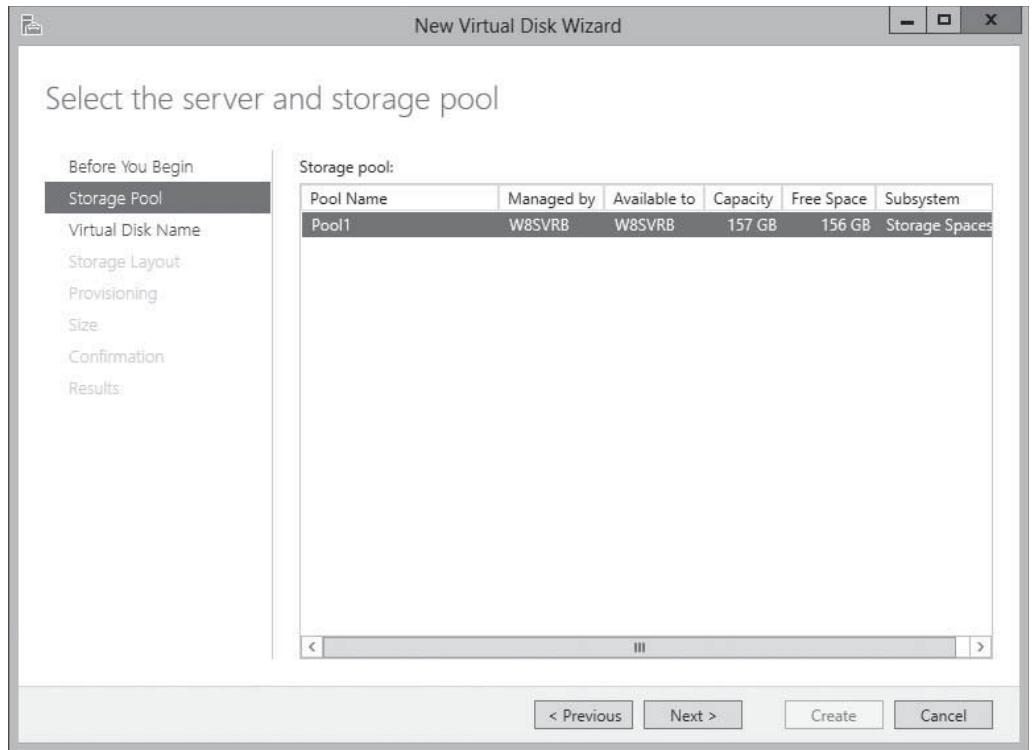 New Virtual Disk Wizard
Select the server and storage pool
Before You Begin
Storage Pool
Virtual Disk Name
Storage Layout
Provisioning
Size
Confirmation
Results
Storage pool:
Pool Name Managed by Available to Capacity Free Space Subsystem
Pool1 W8SVRB W8SVRB 157 GB 156 GB Storage Spaces
< Previous Next > Create Cancel